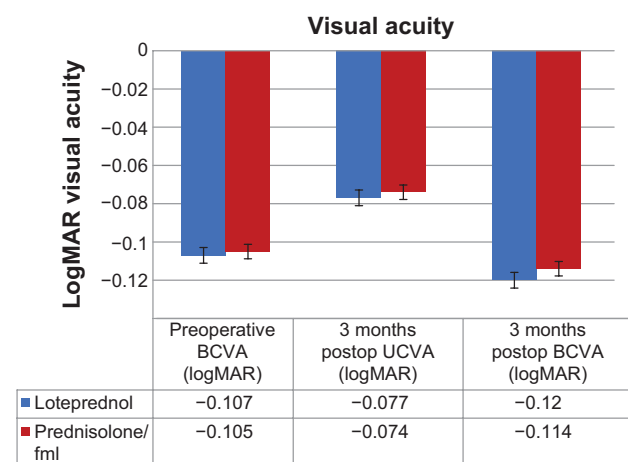 Visual acuity
LogMAR visual acuity
0
−0.02
−0.04
−0.06
−0.08
−0.1
−0.12
Preoperative
BCVA
(logMAR)
3 months
postop UCVA
(logMAR)
3 months
postop BCVA
(logMAR)
Loteprednol −0.107 −0.077 −0.12
Prednisolone/ −0.105 −0.074 −0.114
fml